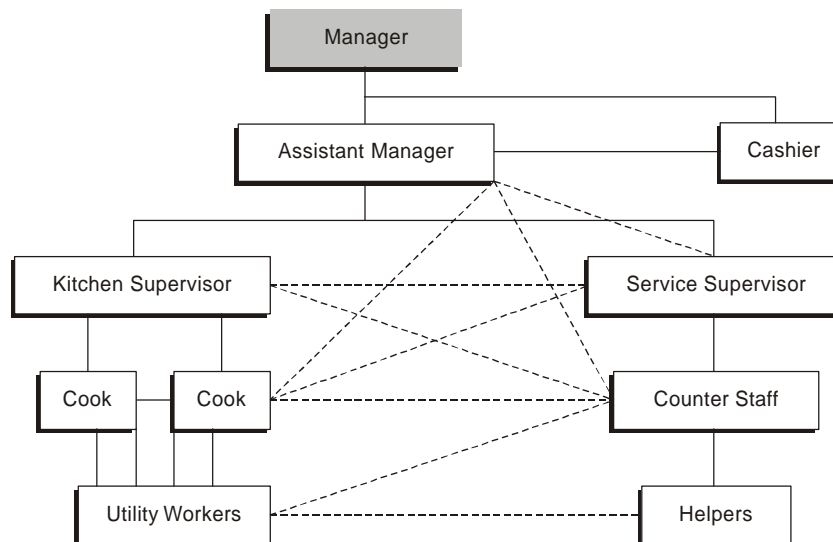 Manager
Assistant Manager
Cashier
Kitchen Supervisor
Service Supervisor
Cook
Cook
Counter Staff
Utility Workers
Helpers